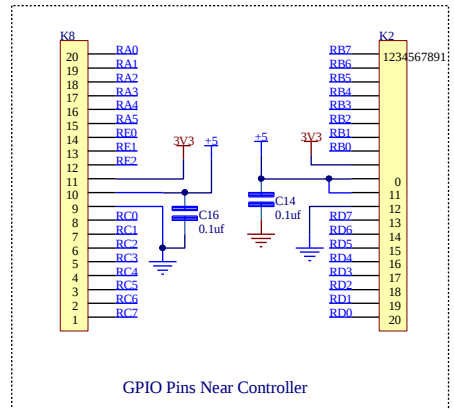 K8 K2
20 RA0 RB7 1234567891
19 RA1 RB6
18 RA2 RB5
17 RA3 RB4
16 RA4 RB3
15 RA5 RB2
14 RE0 RB1
13 RE1 3V3 +5 +5 3V3 RB0
12 RE2
11 0
10 11
9 12
8 RC0 C16 C14 RD7 13
7 RC1 0.1uf 0.1uf RD6 14
6 RC2 RD5 15
5 RC3 RD4 16
4 RC4 RD3 17
3 RC5 RD2 18
2 RC6 RD1 19
1 RC7 RD0 20
GPIO Pins Near Controller